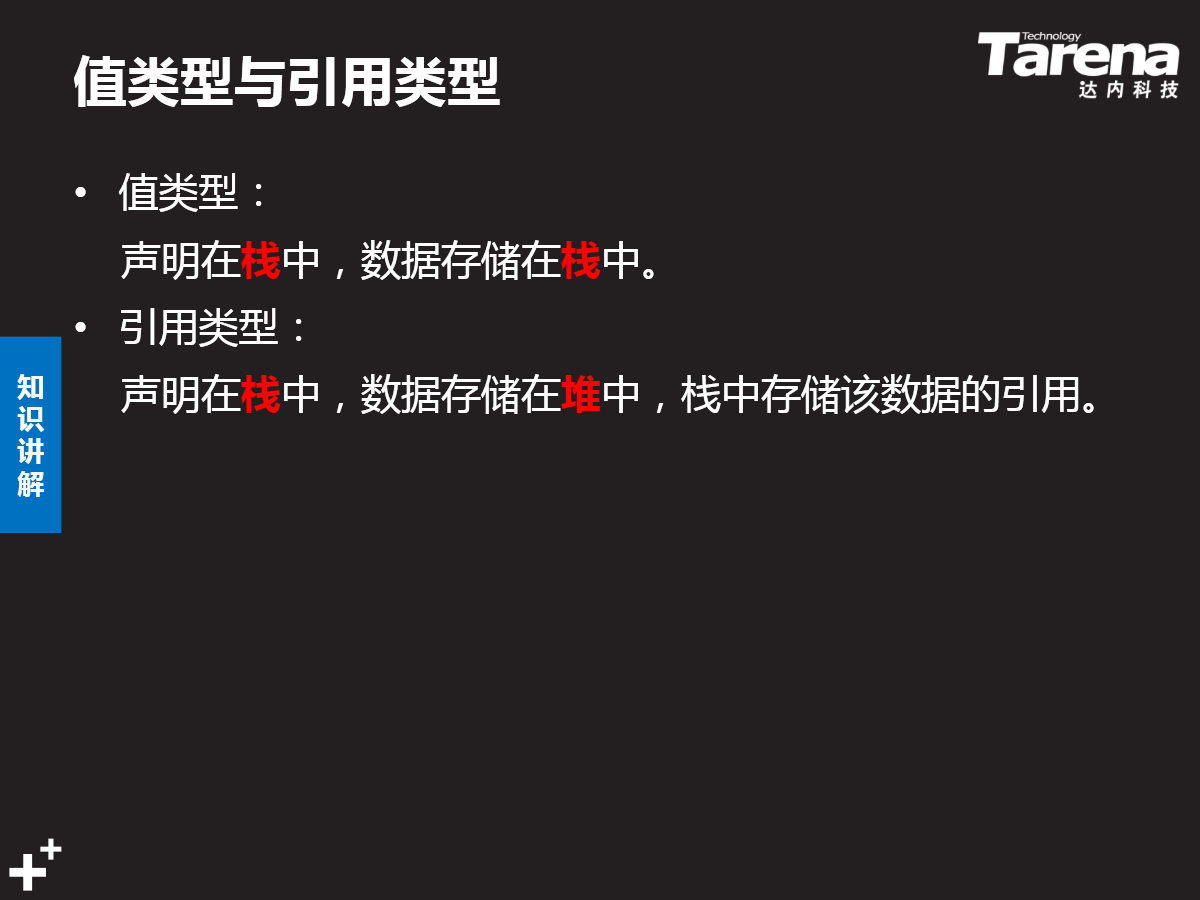 值类型与引用类型
Technology
Tarena
达内科技
• 值类型：
声明在栈中，数据存储在栈中。
• 引用类型：
声明在栈中，数据存储在堆中，栈中存储该数据的引用。
知识讲解